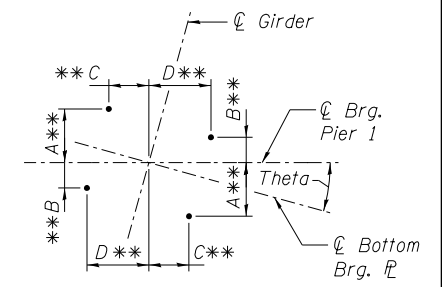 ℄ Girder
** C
D**
B**
A**
℄ Brg.
Pier 1
Theta
A**
**B
D **
C**
℄ Bottom
Brg. ⅊